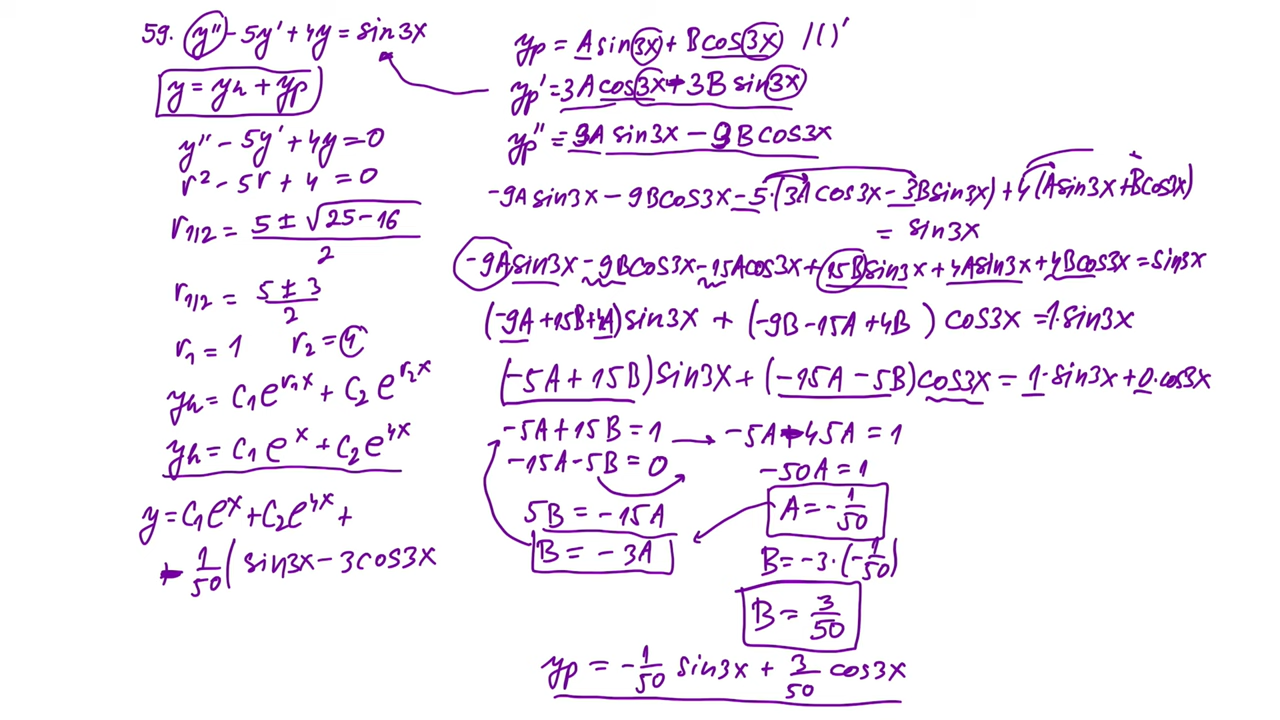 59. y'' - 5y' + 4y = sin3x
y = yh + yp
y'' - 5y' + 4y = 0
r² - 5r + 4 = 0
r1/2 = (5 ± √(25-16))/2
r1/2 = (5 ± 3)/2
r₁ = 1 r₂ = 4
yh = C₁e^(r₁x) + C₂e^(r₂x)
yh = C₁e^x + C₂e^(4x)
y = C₁e^x + C₂e^(4x) +
- 1/50 ( sin3x - 3cos3x
yp = A sin3x + B cos3x /()'
yp' = 3A cos3x - 3B sin3x
yp'' = -9A sin3x - 9B cos3x
-9A sin3x - 9B cos3x - 5·(3A cos3x - 3B sin3x) + 4(A sin3x + B cos3x)
= sin3x
-9A sin3x - 9B cos3x - 15A cos3x + 15B sin3x + 4A sin3x + 4B cos3x = sin3x
(-9A + 15B + 4A) sin3x + (-9B - 15A + 4B ) cos3x = 1·sin3x
(-5A + 15B) sin3x + (-15A - 5B) cos3x = 1·sin3x + 0·cos3x
-5A + 15B = 1 → -5A - 45A = 1
-15A - 5B = 0
-50A = 1
5B = -15A
A = -1/50
B = -3A
B = -3·(-1/50)
B = 3/50
yp = -1/50 sin3x + 3/50 cos3x